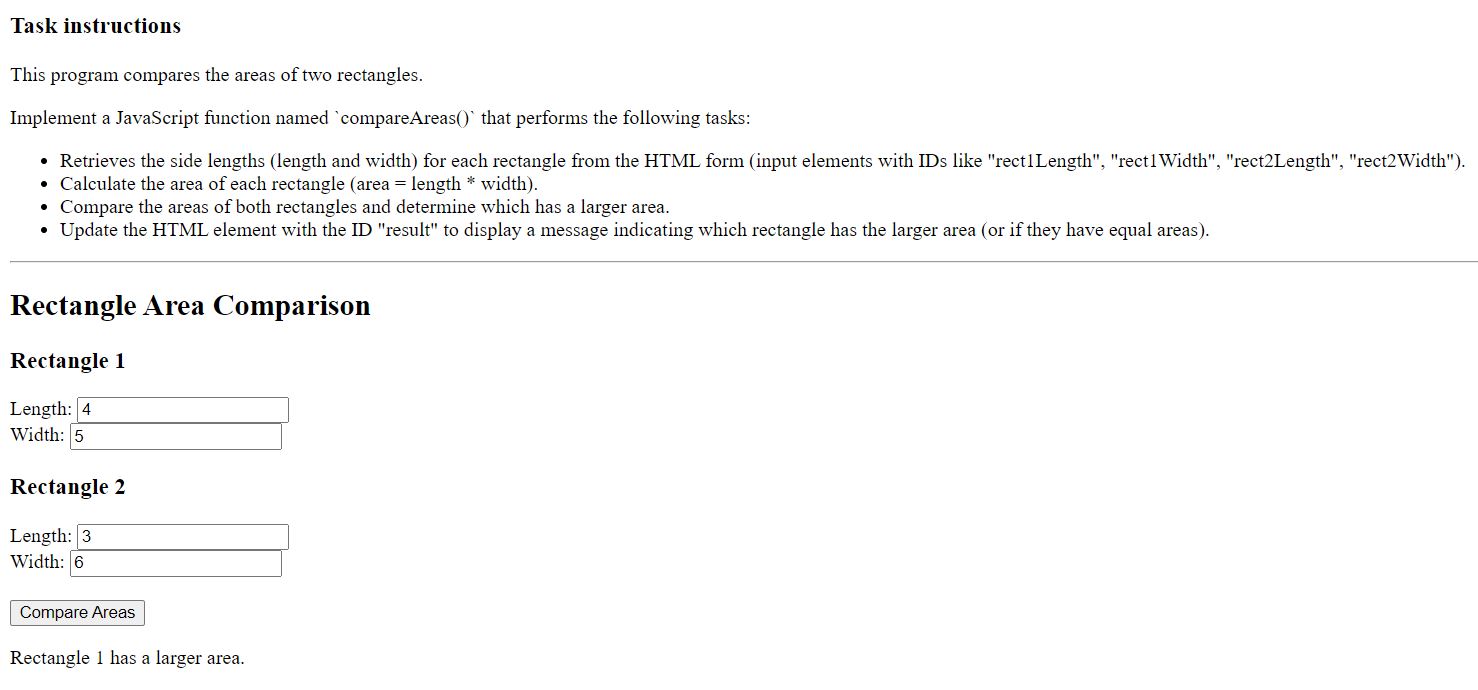 Task instructions
This program compares the areas of two rectangles.
Implement a JavaScript function named `compareAreas()` that performs the following tasks:
• Retrieves the side lengths (length and width) for each rectangle from the HTML form (input elements with IDs like "rect1Length", "rect1Width", "rect2Length", "rect2Width").
• Calculate the area of each rectangle (area = length * width).
• Compare the areas of both rectangles and determine which has a larger area.
• Update the HTML element with the ID "result" to display a message indicating which rectangle has the larger area (or if they have equal areas).
Rectangle Area Comparison
Rectangle 1
Length: 4
Width: 5
Rectangle 2
Length: 3
Width: 6
Compare Areas
Rectangle 1 has a larger area.